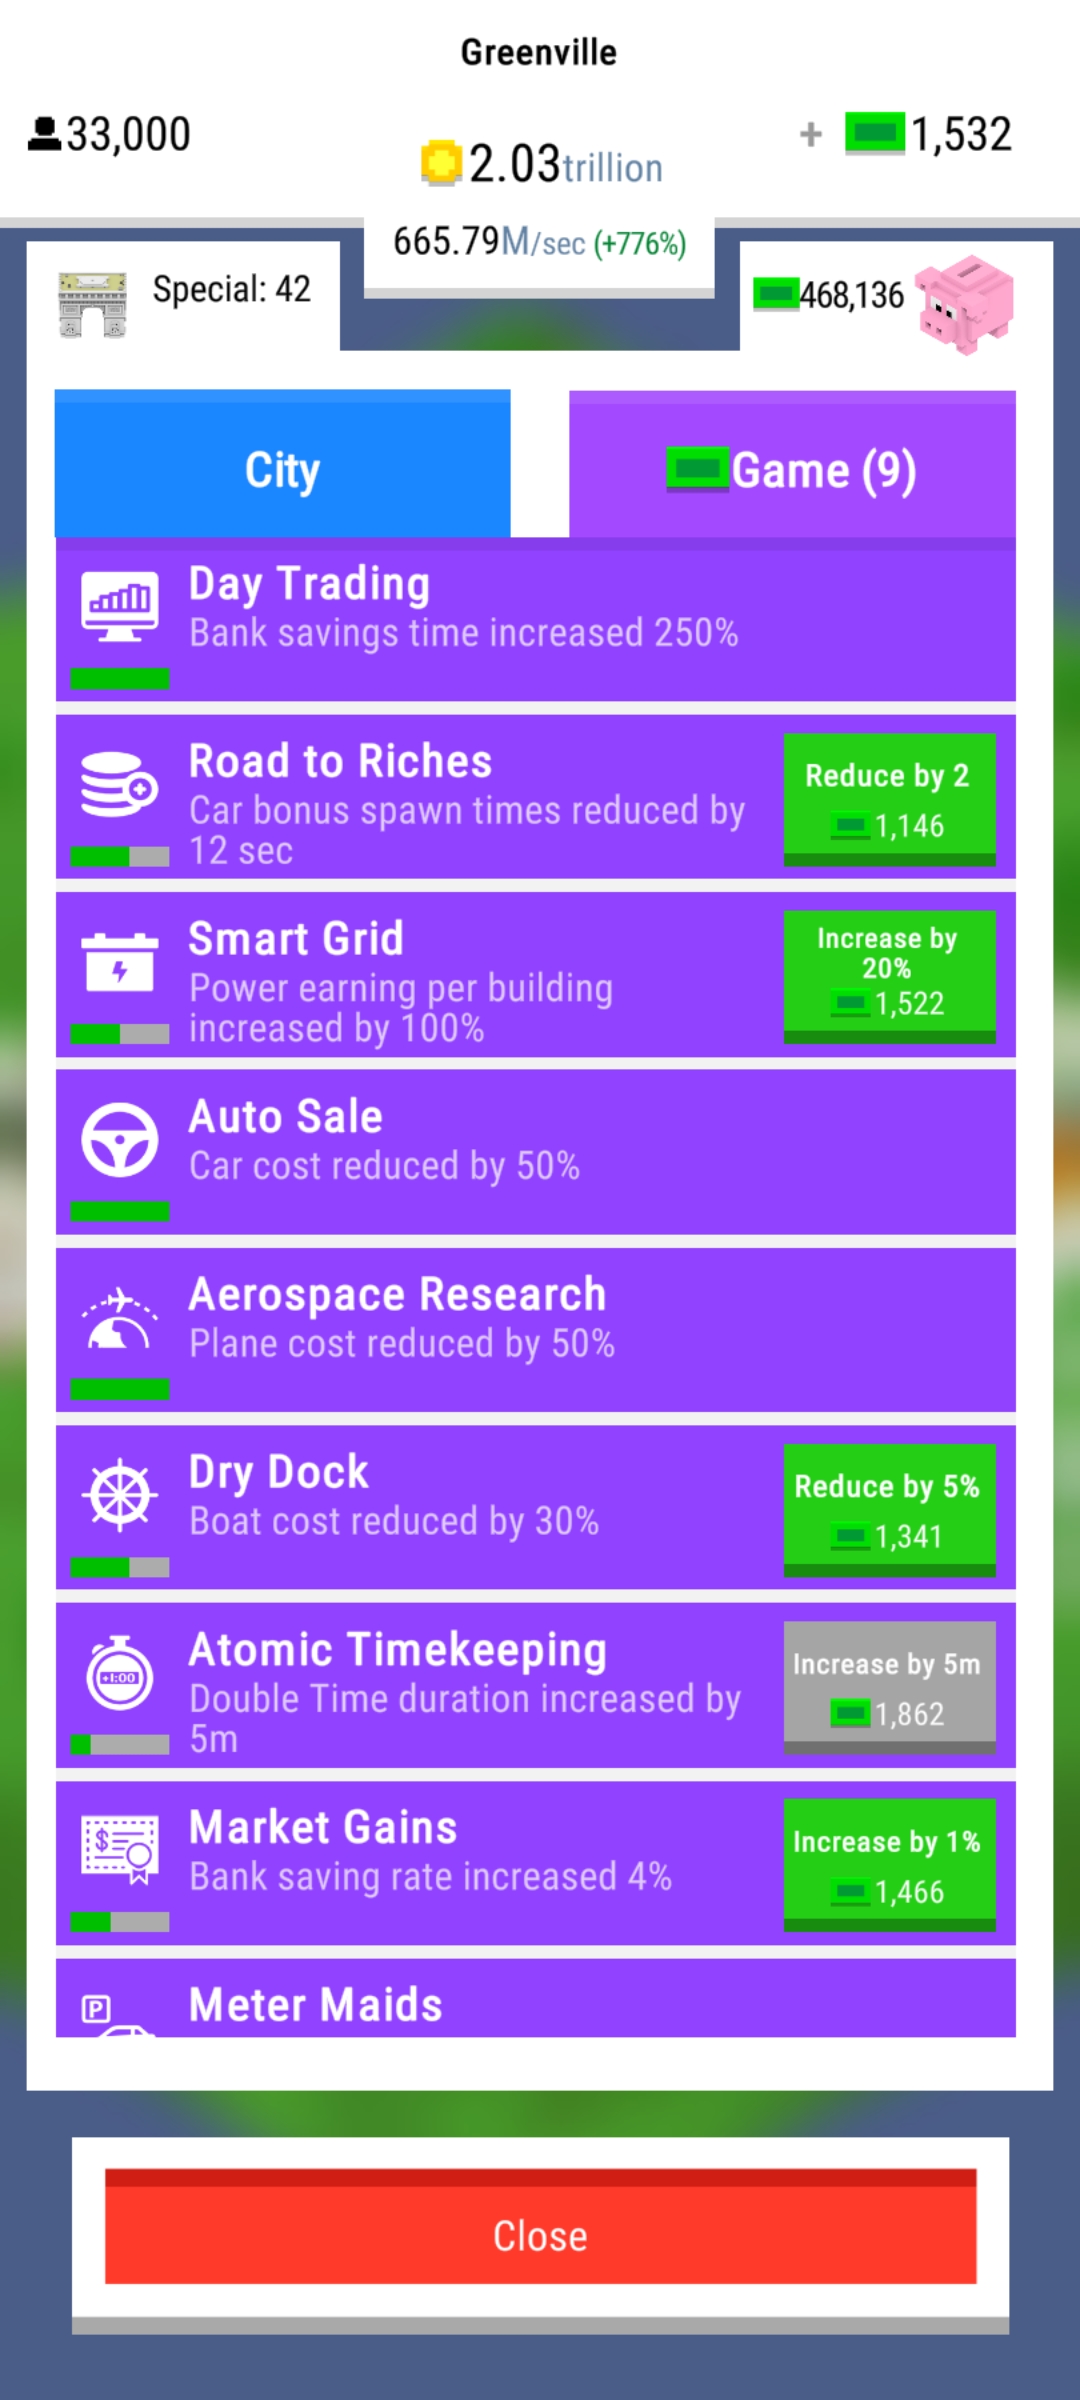 Greenville
33,000
2.03trillion
+ 1,532
665.79M/sec (+776%)
Special: 42
468,136
City
Game (9)
Day Trading
Bank savings time increased 250%
Road to Riches
Car bonus spawn times reduced by
12 sec
Reduce by 2
1,146
Smart Grid
Power earning per building
increased by 100%
Increase by
20%
1,522
Auto Sale
Car cost reduced by 50%
Aerospace Research
Plane cost reduced by 50%
Dry Dock
Boat cost reduced by 30%
Reduce by 5%
1,341
+1:00
Atomic Timekeeping
Double Time duration increased by
5m
Increase by 5m
1,862
$
Market Gains
Bank saving rate increased 4%
Increase by 1%
1,466
P
Meter Maids
Close